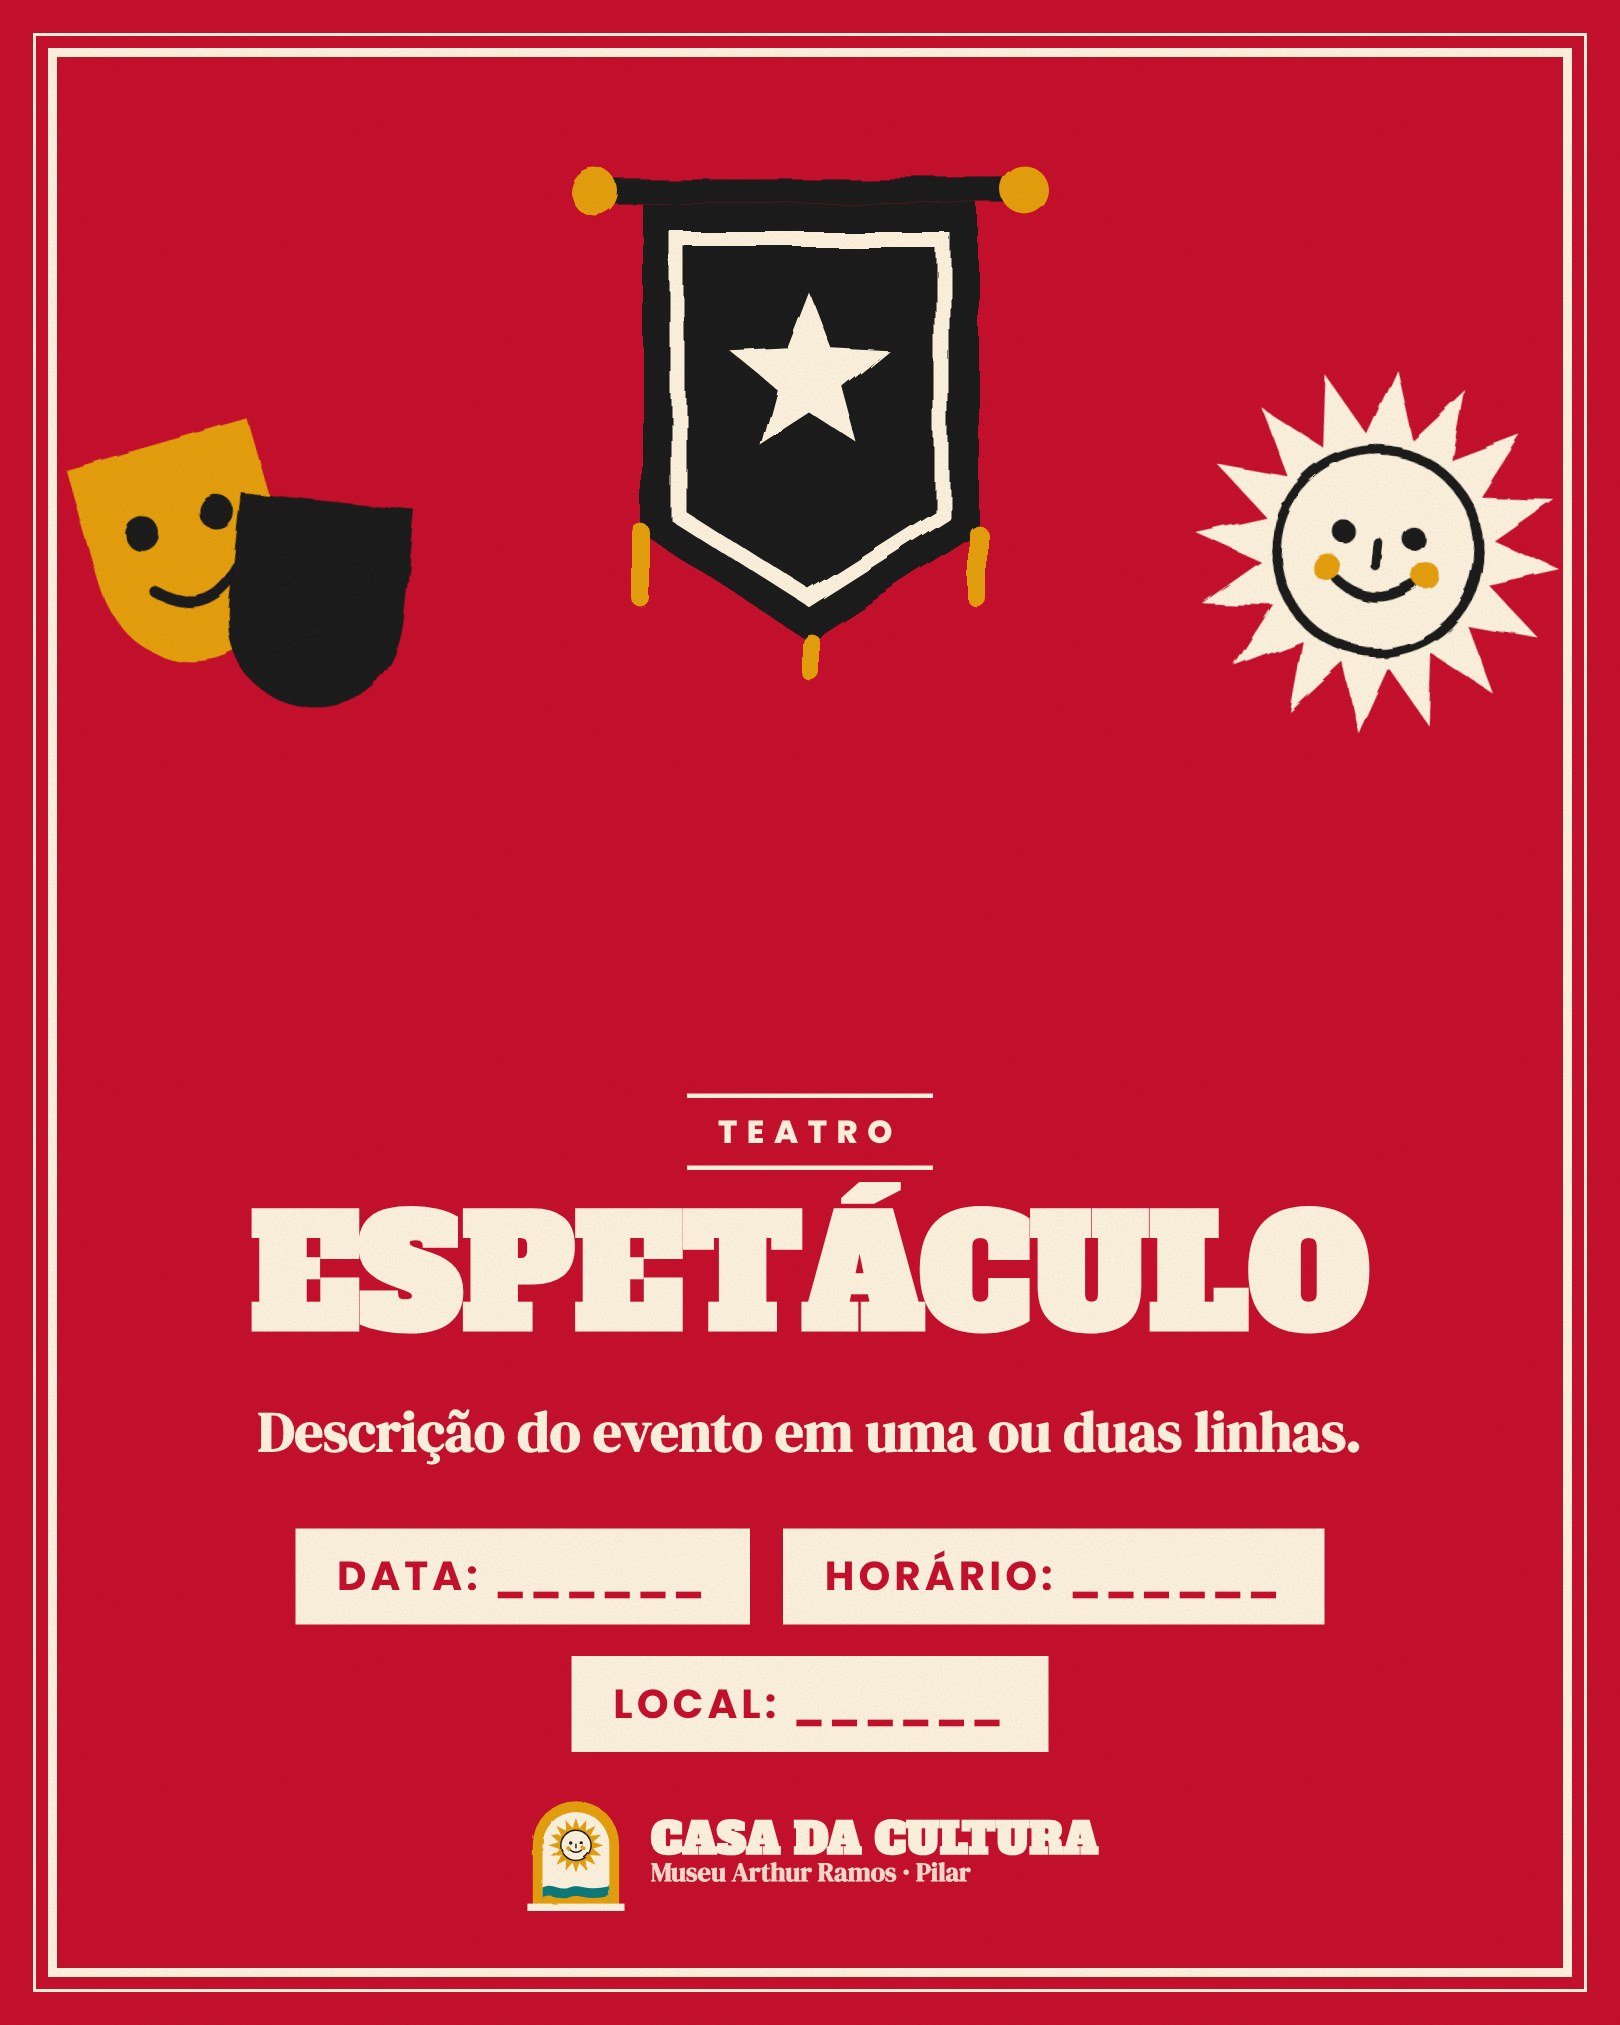 TEATRO
ESPETÁCULO
Descrição do evento em uma ou duas linhas.
DATA: ______ HORÁRIO: ______
LOCAL: ______
CASA DA CULTURA
Museu Arthur Ramos · Pilar